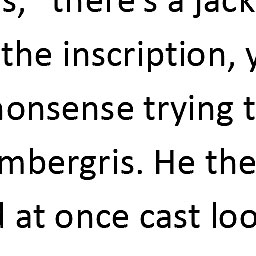 s,” there’s a jack
the inscription, y
nonsense trying t
mbergris. He the
d at once cast loo